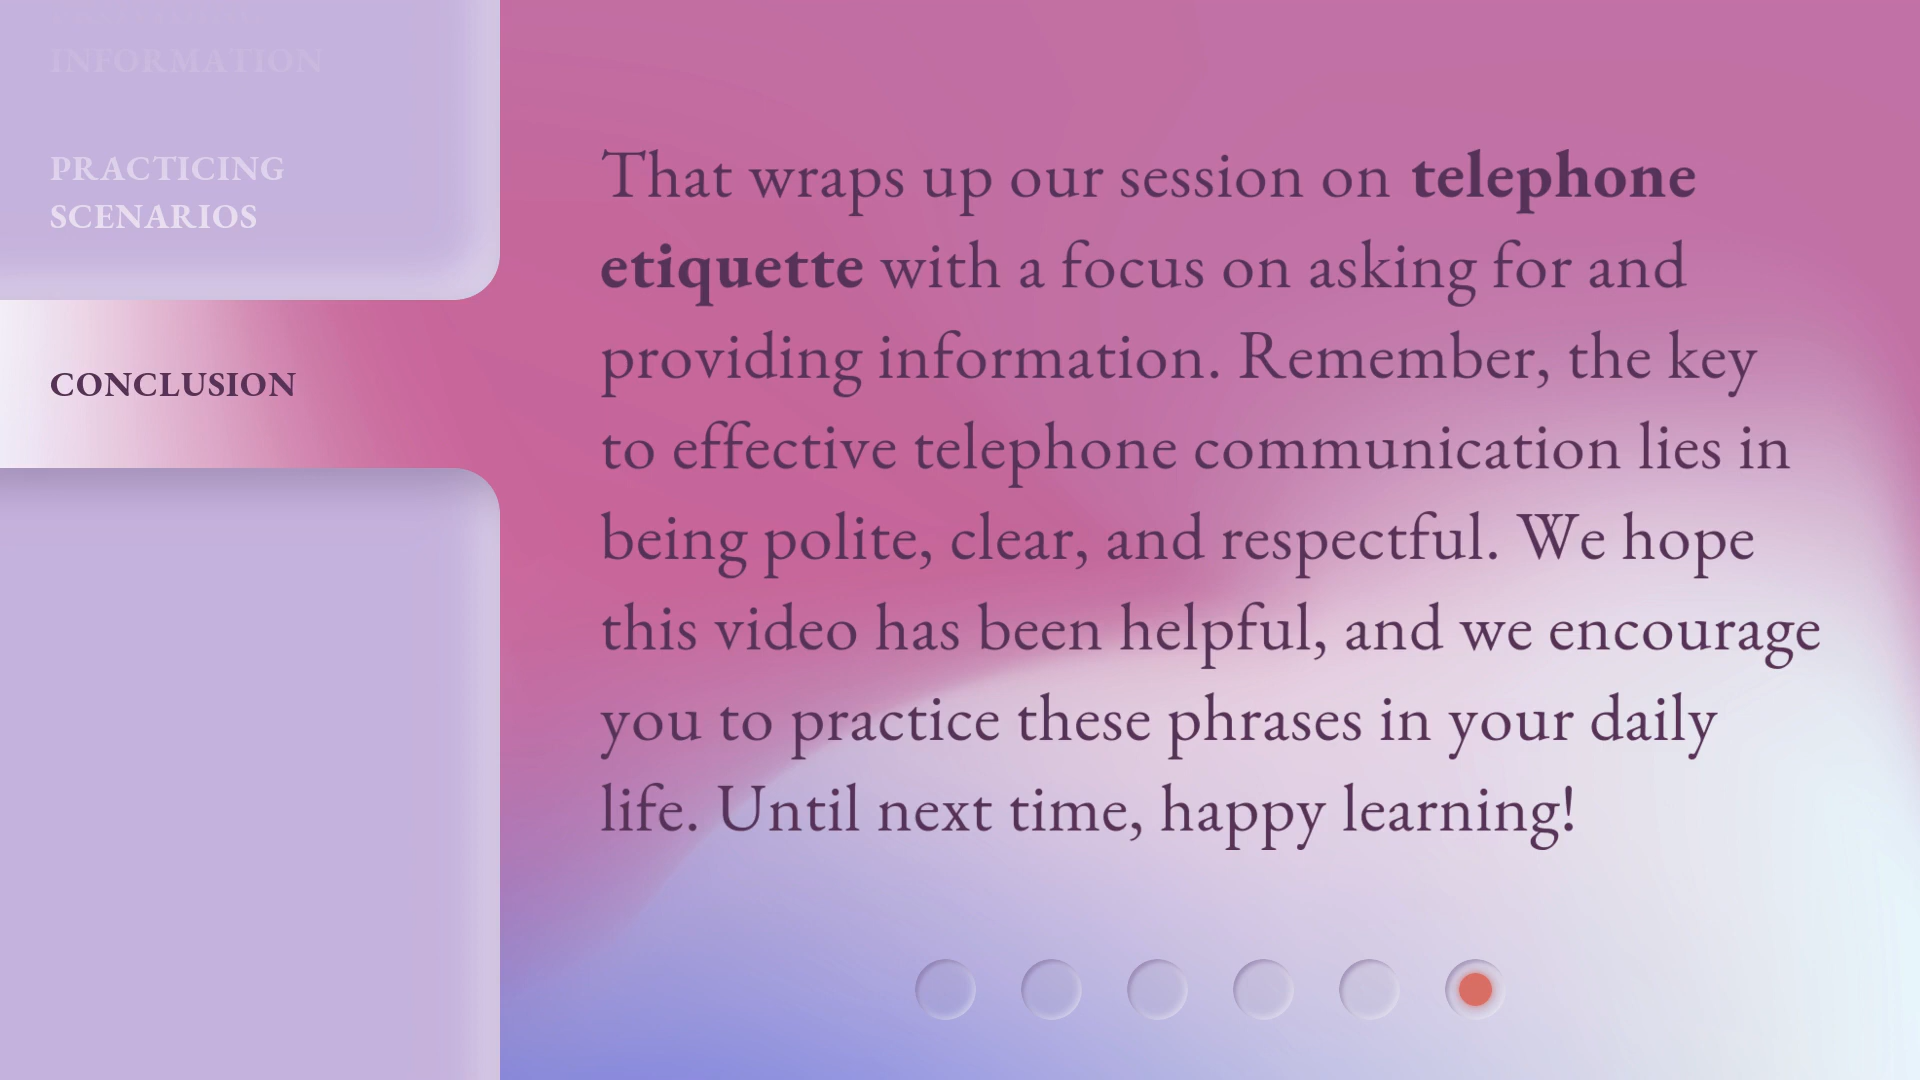 INFORMATION
PRACTICING
SCENARIOS
CONCLUSION
That wraps up our session on telephone
etiquette with a focus on asking for and
providing information. Remember, the key
to effective telephone communication lies in
being polite, clear, and respectful. We hope
this video has been helpful, and we encourage
you to practice these phrases in your daily
life. Until next time, happy learning!